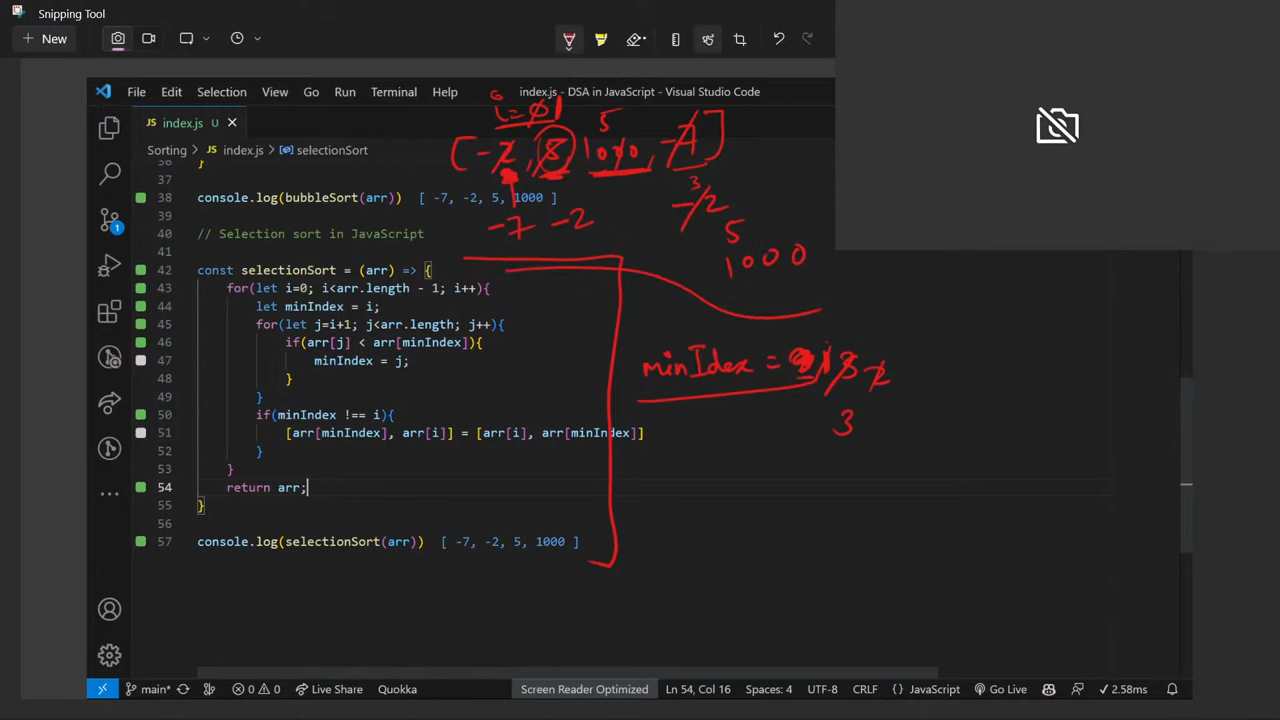 Snipping Tool
New
File Edit Selection View Go Run Terminal Help index.js - DSA in JavaScript - Visual Studio Code
JS index.js U
Sorting > JS index.js > selectionSort
36 }
37
38 console.log(bubbleSort(arr)) [ -7, -2, 5, 1000 ]
39
40 // Selection sort in JavaScript
41
42 const selectionSort = (arr) => {
43 for(let i=0; i<arr.length - 1; i++){
44 let minIndex = i;
45 for(let j=i+1; j<arr.length; j++){
46 if(arr[j] < arr[minIndex]){
47 minIndex = j;
48 }
49 }
50 if(minIndex !== i){
51 [arr[minIndex], arr[i]] = [arr[i], arr[minIndex]]
52 }
53 }
54 return arr;
55 }
56
57 console.log(selectionSort(arr)) [ -7, -2, 5, 1000 ]
5
-7 -2
5
1000
minIdex =
3
1
main* 0 0 Live Share Quokka Screen Reader Optimized Ln 54, Col 16 Spaces: 4 UTF-8 CRLF {} JavaScript Go Live ✓ 2.58ms